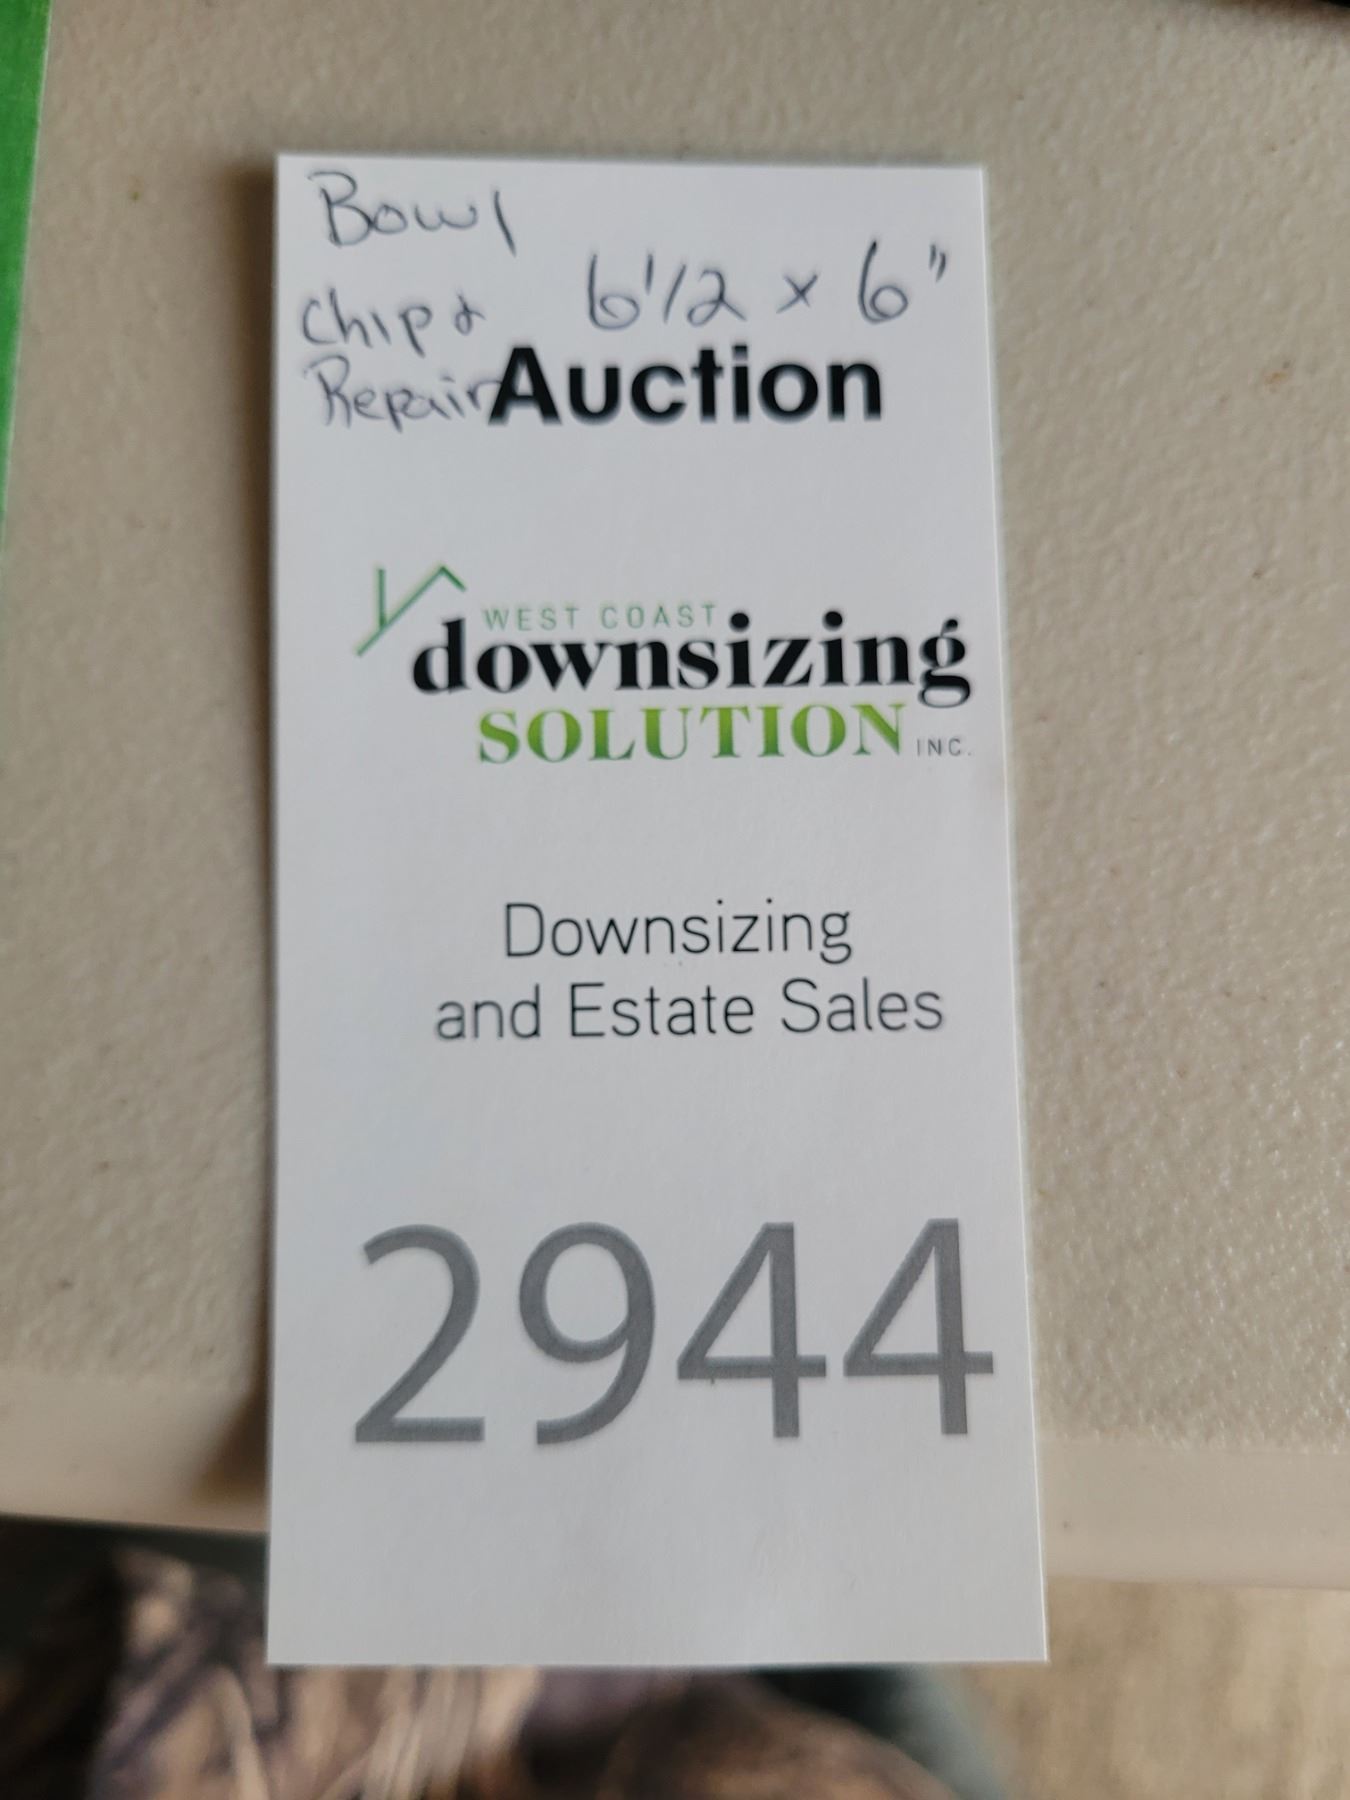 Bowl
6 1/2 x 6"
Chip &
Repair
Auction
WEST COAST
downsizing
SOLUTION INC.
Downsizing
and Estate Sales
2944